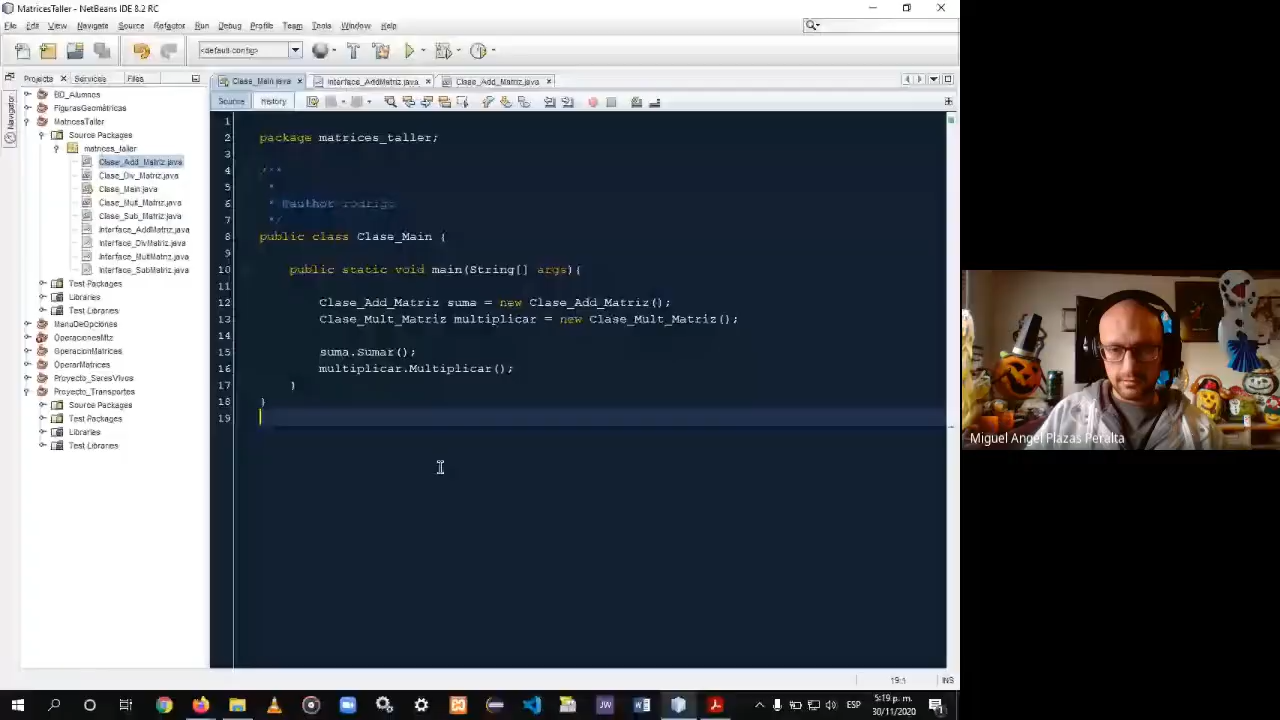 MatricesTaller - NetBeans IDE 8.2 RC
File Edit View Navigate Source Refactor Run Debug Profile Team Tools Window Help
<default config>
Projects Services Files
Clase_Main.java Interface_AddMatriz.java Clase_Add_Matriz.java
Source History
Navigator
BD_Alumnos
FigurasGeométricas
MatricesTaller
Source Packages
matrices_taller
Clase_Add_Matriz.java
Clase_Div_Matriz.java
Clase_Main.java
Clase_Mult_Matriz.java
Clase_Sub_Matriz.java
Interface_AddMatriz.java
Interface_DivMatriz.java
Interface_MultMatriz.java
Interface_SubMatriz.java
Test Packages
Libraries
Test Libraries
MenuDeOpciones
OperacionesMtz
OperacionMatrices
OperarMatrices
Proyecto_SeresVivos
Proyecto_Transportes
Source Packages
Test Packages
Libraries
Test Libraries
1
2 package matrices_taller;
3
4 /**
5 *
6 * @author rodrigo
7 */
8 public class Clase_Main {
9
10 public static void main(String[] args){
11
12 Clase_Add_Matriz suma = new Clase_Add_Matriz();
13 Clase_Mult_Matriz multiplicar = new Clase_Mult_Matriz();
14
15 suma.Sumar();
16 multiplicar.Multiplicar();
17 }
18 }
19
19:1 INS
Miguel Angel Plazas Peralta
JW
ESP
5:19 p. m.
30/11/2020